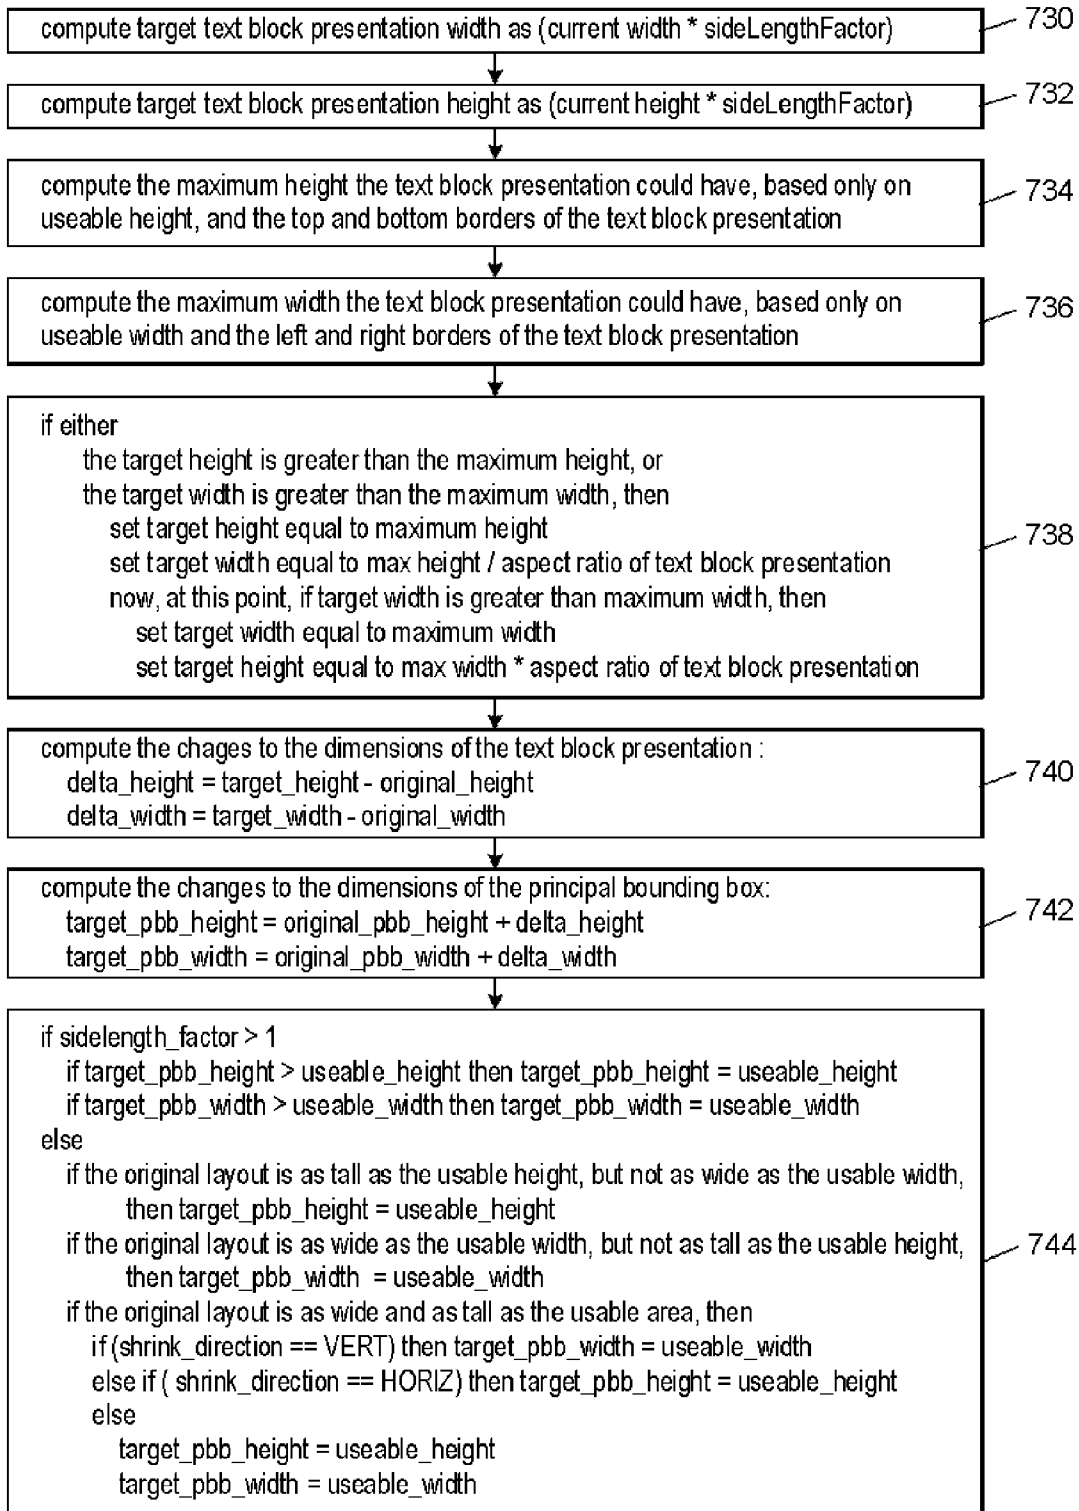 compute target text block presentation width as (current width * sideLengthFactor)
730
compute target text block presentation height as (current height * sideLengthFactor)
732
compute the maximum height the text block presentation could have, based only on
useable height, and the top and bottom borders of the text block presentation
734
compute the maximum width the text block presentation could have, based only on
useable width and the left and right borders of the text block presentation
736
if either
the target height is greater than the maximum height, or
the target width is greater than the maximum width, then
set target height equal to maximum height
set target width equal to max height / aspect ratio of text block presentation
now, at this point, if target width is greater than maximum width, then
set target width equal to maximum width
set target height equal to max width * aspect ratio of text block presentation
738
compute the chages to the dimensions of the text block presentation :
delta_height = target_height - original_height
delta_width = target_width - original_width
740
compute the changes to the dimensions of the principal bounding box:
target_pbb_height = original_pbb_height + delta_height
target_pbb_width = original_pbb_width + delta_width
742
if sidelength_factor > 1
if target_pbb_height > useable_height then target_pbb_height = useable_height
if target_pbb_width > useable_width then target_pbb_width = useable_width
else
if the original layout is as tall as the usable height, but not as wide as the usable width,
then target_pbb_height = useable_height
if the original layout is as wide as the usable width, but not as tall as the usable height,
then target_pbb_width = useable_width
if the original layout is as wide and as tall as the usable area, then
if (shrink_direction == VERT) then target_pbb_width = useable_width
else if ( shrink_direction == HORIZ) then target_pbb_height = useable_height
else
target_pbb_height = useable_height
target_pbb_width = useable_width
744